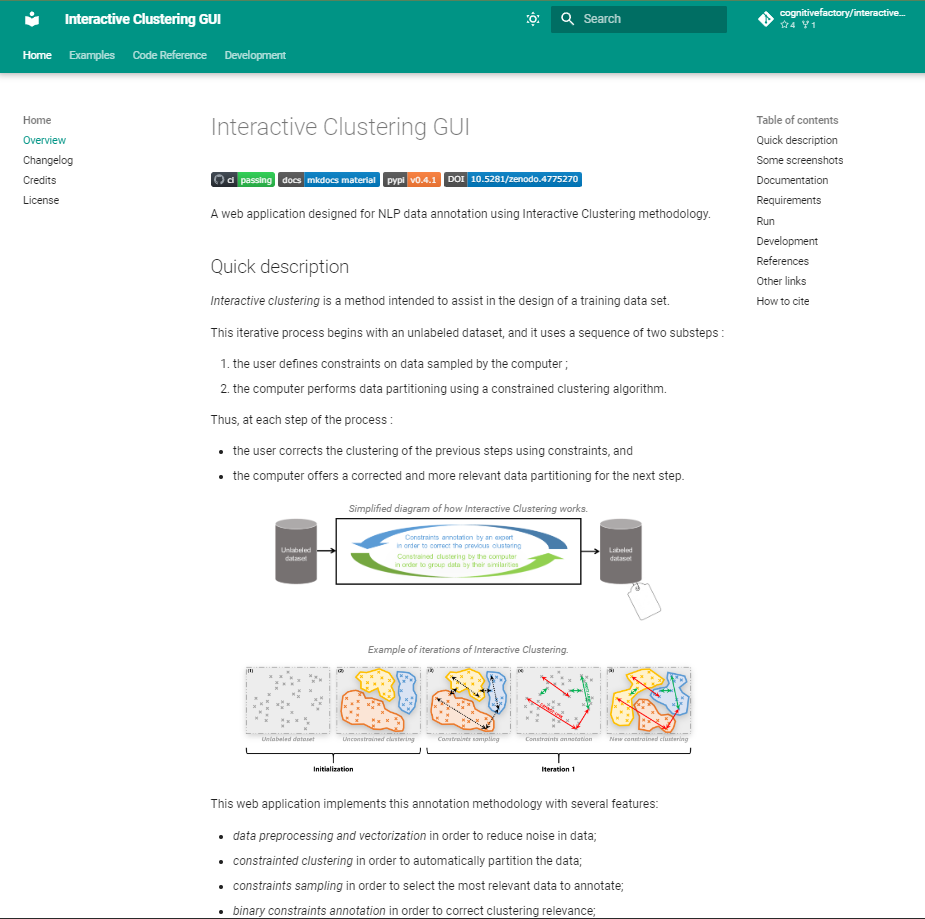 Interactive Clustering GUI
Search
cognitivefactory/interactive...
4 1
Home Examples Code Reference Development
Home
Overview
Changelog
Credits
License
Interactive Clustering GUI
ci passing docs mkdocs material pypi v0.4.1 DOI 10.5281/zenodo.4775270
A web application designed for NLP data annotation using Interactive Clustering methodology.
Quick description
Interactive clustering is a method intended to assist in the design of a training data set.
This iterative process begins with an unlabeled dataset, and it uses a sequence of two substeps :
1. the user defines constraints on data sampled by the computer ;
2. the computer performs data partitioning using a constrained clustering algorithm.
Thus, at each step of the process :
• the user corrects the clustering of the previous steps using constraints, and
• the computer offers a corrected and more relevant data partitioning for the next step.
Simplified diagram of how Interactive Clustering works.
Unlabeled
dataset
Constraints annotation by an expert
in order to correct the previous clustering
Constrained clustering by the computer
in order to group data by their similarities
Labeled
dataset
Example of iterations of Interactive Clustering.
(1) (2) (3) (4) (5)
Unlabeled dataset Unconstrained clustering Constraints sampling Constraints annotation New constrained clustering
Initialization Iteration 1
This web application implements this annotation methodology with several features:
• data preprocessing and vectorization in order to reduce noise in data;
• constrainted clustering in order to automatically partition the data;
• constraints sampling in order to select the most relevant data to annotate;
• binary constraints annotation in order to correct clustering relevance;
Table of contents
Quick description
Some screenshots
Documentation
Requirements
Run
Development
References
Other links
How to cite